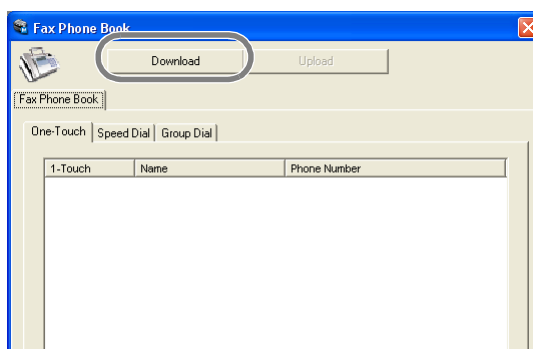 Fax Phone Book
Download Upload
Fax Phone Book
One-Touch Speed Dial Group Dial
1-Touch Name Phone Number